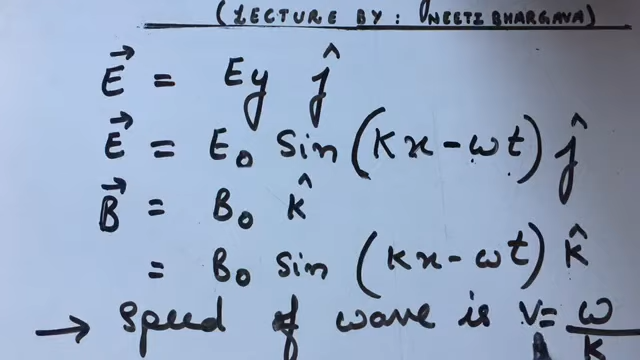 (LECTURE BY: NEETZ BHARGAVA)
E⃗ = Ey ĵ
E⃗ = E₀ Sin (Kx - ωt) ĵ
B⃗ = B₀ k̂
= B₀ sin (Kx - ωt) k̂
→ Speed of wave is V = ω/K